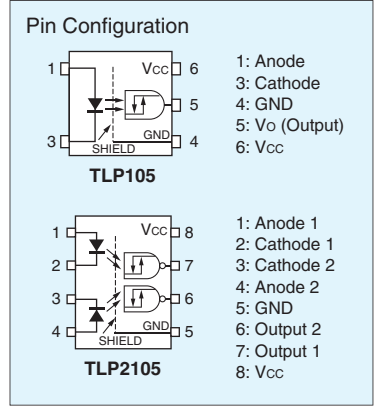 Pin Configuration
1
VCC
6
5
3
GND
4
SHIELD
TLP105
1: Anode
3: Cathode
4: GND
5: VO (Output)
6: VCC
1
VCC
8
2
7
3
6
4
GND
5
SHIELD
TLP2105
1: Anode 1
2: Cathode 1
3: Cathode 2
4: Anode 2
5: GND
6: Output 2
7: Output 1
8: VCC